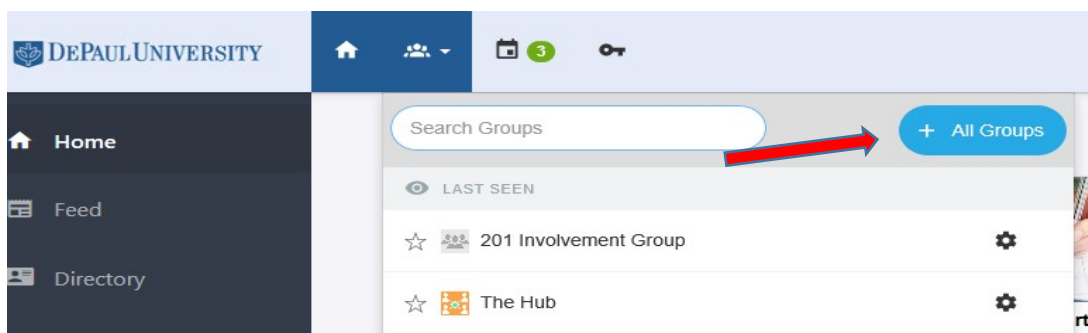 DEPAUL UNIVERSITY
3
Home
Feed
Directory
Search Groups
+ All Groups
LAST SEEN
201 Involvement Group
The Hub